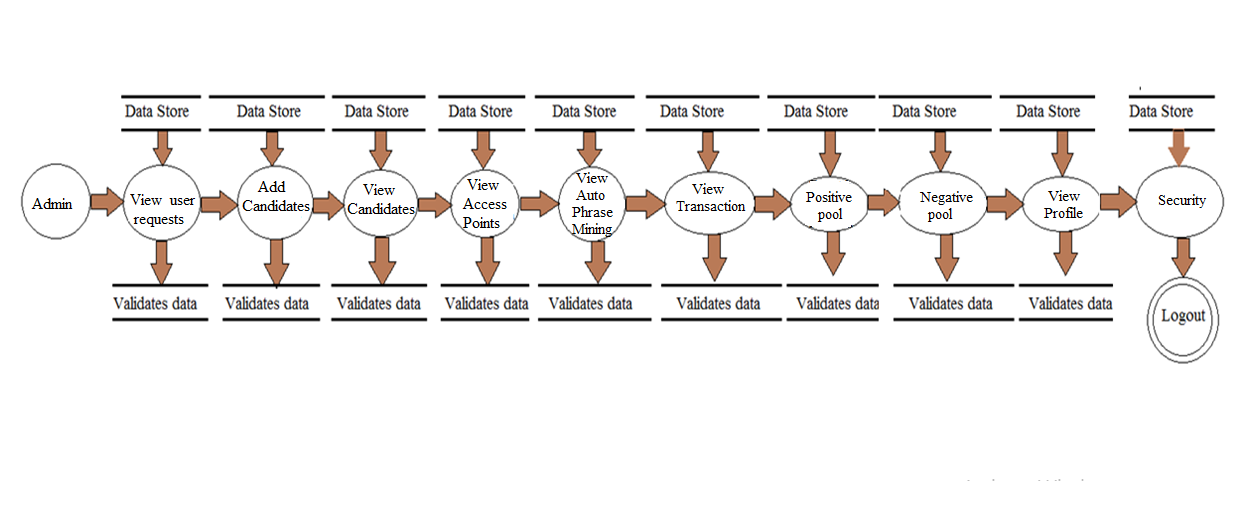 Data Store Data Store Data Store Data Store Data Store Data Store Data Store Data Store Data Store Data Store
Admin
View user
requests
Add
Candidates
View
Candidates
View
Access
Points
View
Auto
Phrase
Mining
View
Transaction
Positive
pool
Negative
pool
View
Profile
Security
Validates data Validates data Validates data Validates data Validates data Validates data Validates data Validates data Validates data
Logout